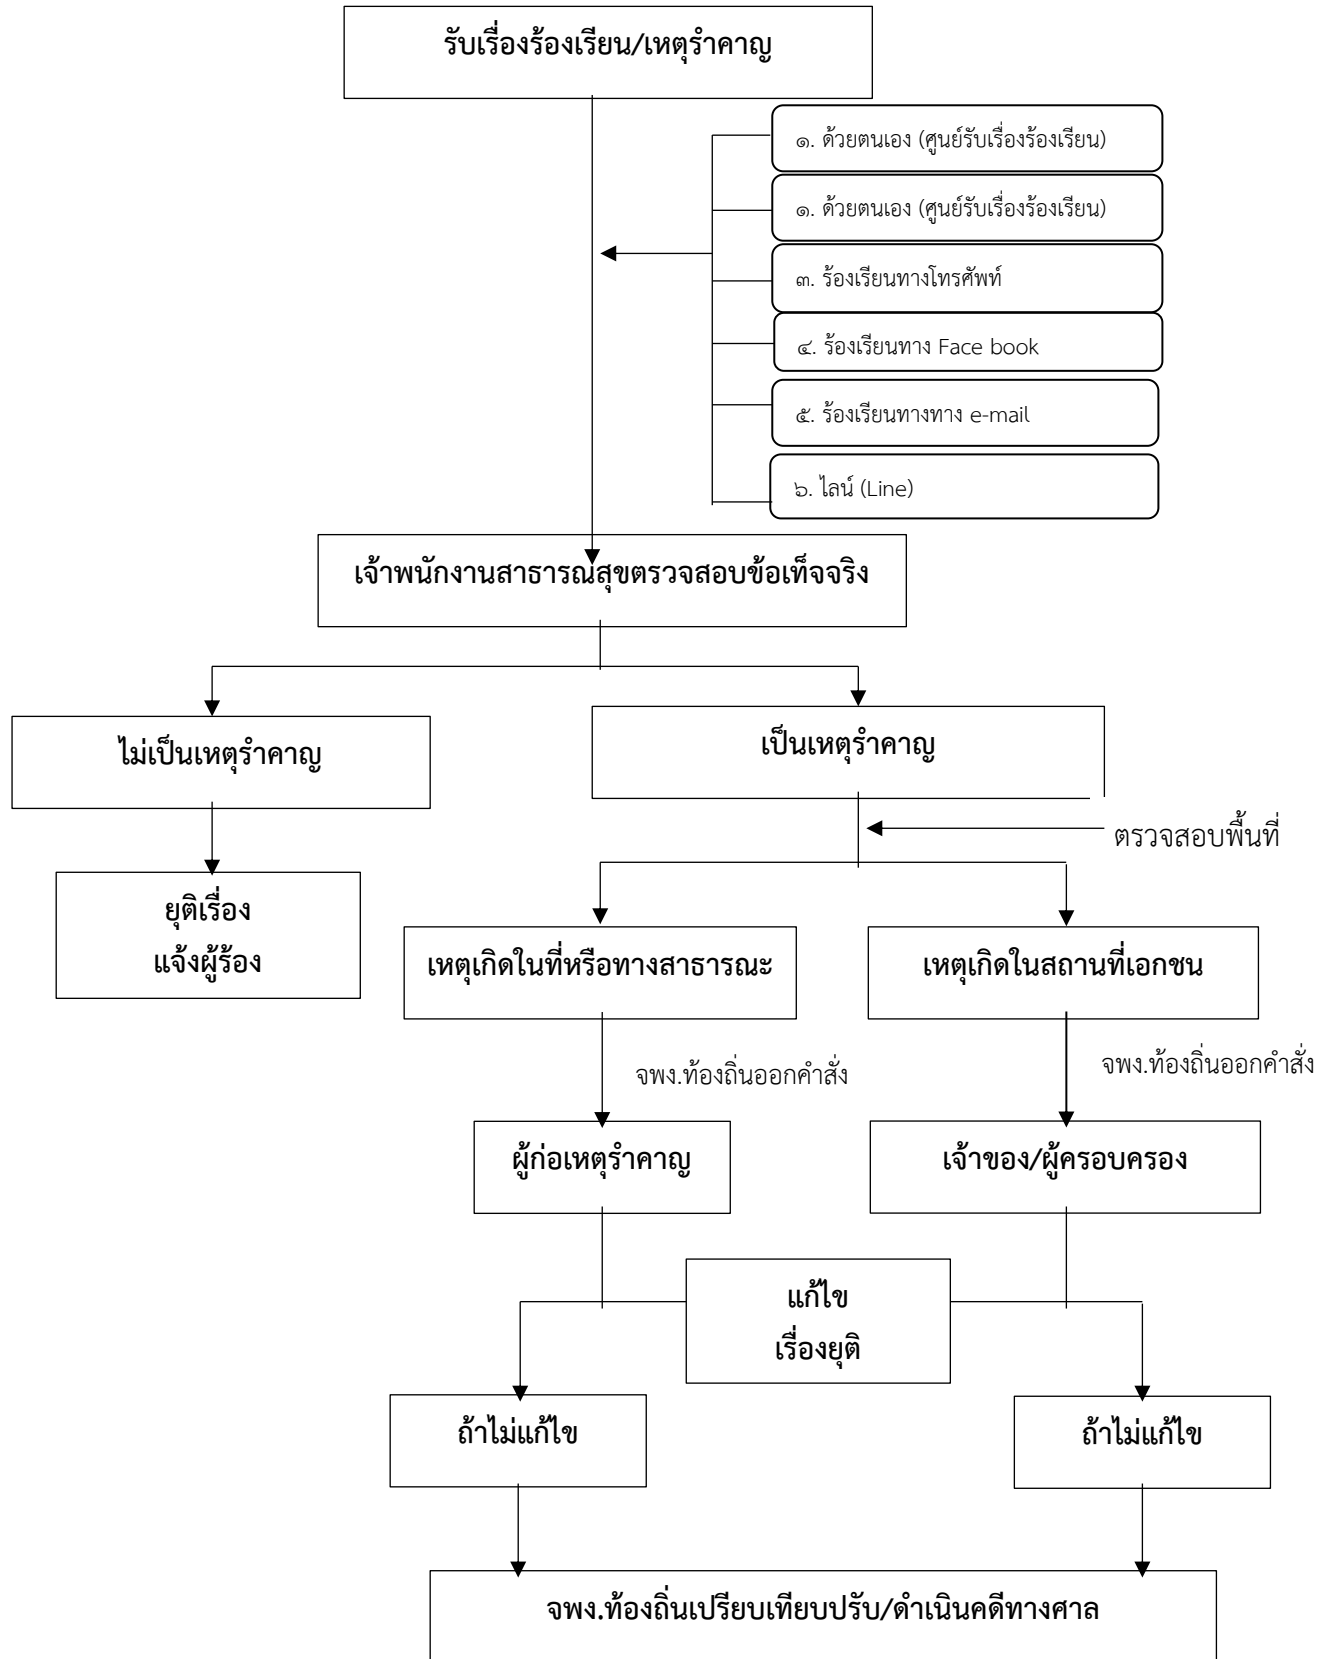 รับเรื่องร้องเรียน/เหตุรำคาญ
๑. ด้วยตนเอง (ศูนย์รับเรื่องร้องเรียน)
๑. ด้วยตนเอง (ศูนย์รับเรื่องร้องเรียน)
๓. ร้องเรียนทางโทรศัพท์
๔. ร้องเรียนทาง Face book
๕. ร้องเรียนทางทาง e-mail
๖. ไลน์ (Line)
เจ้าพนักงานสาธารณสุขตรวจสอบข้อเท็จจริง
ไม่เป็นเหตุรำคาญ
เป็นเหตุรำคาญ
ตรวจสอบพื้นที่
ยุติเรื่อง
แจ้งผู้ร้อง
เหตุเกิดในที่หรือทางสาธารณะ
เหตุเกิดในสถานที่เอกชน
จพง.ท้องถิ่นออกคำสั่ง
จพง.ท้องถิ่นออกคำสั่ง
ผู้ก่อเหตุรำคาญ
เจ้าของ/ผู้ครอบครอง
แก้ไข
เรื่องยุติ
ถ้าไม่แก้ไข
ถ้าไม่แก้ไข
จพง.ท้องถิ่นเปรียบเทียบปรับ/ดำเนินคดีทางศาล